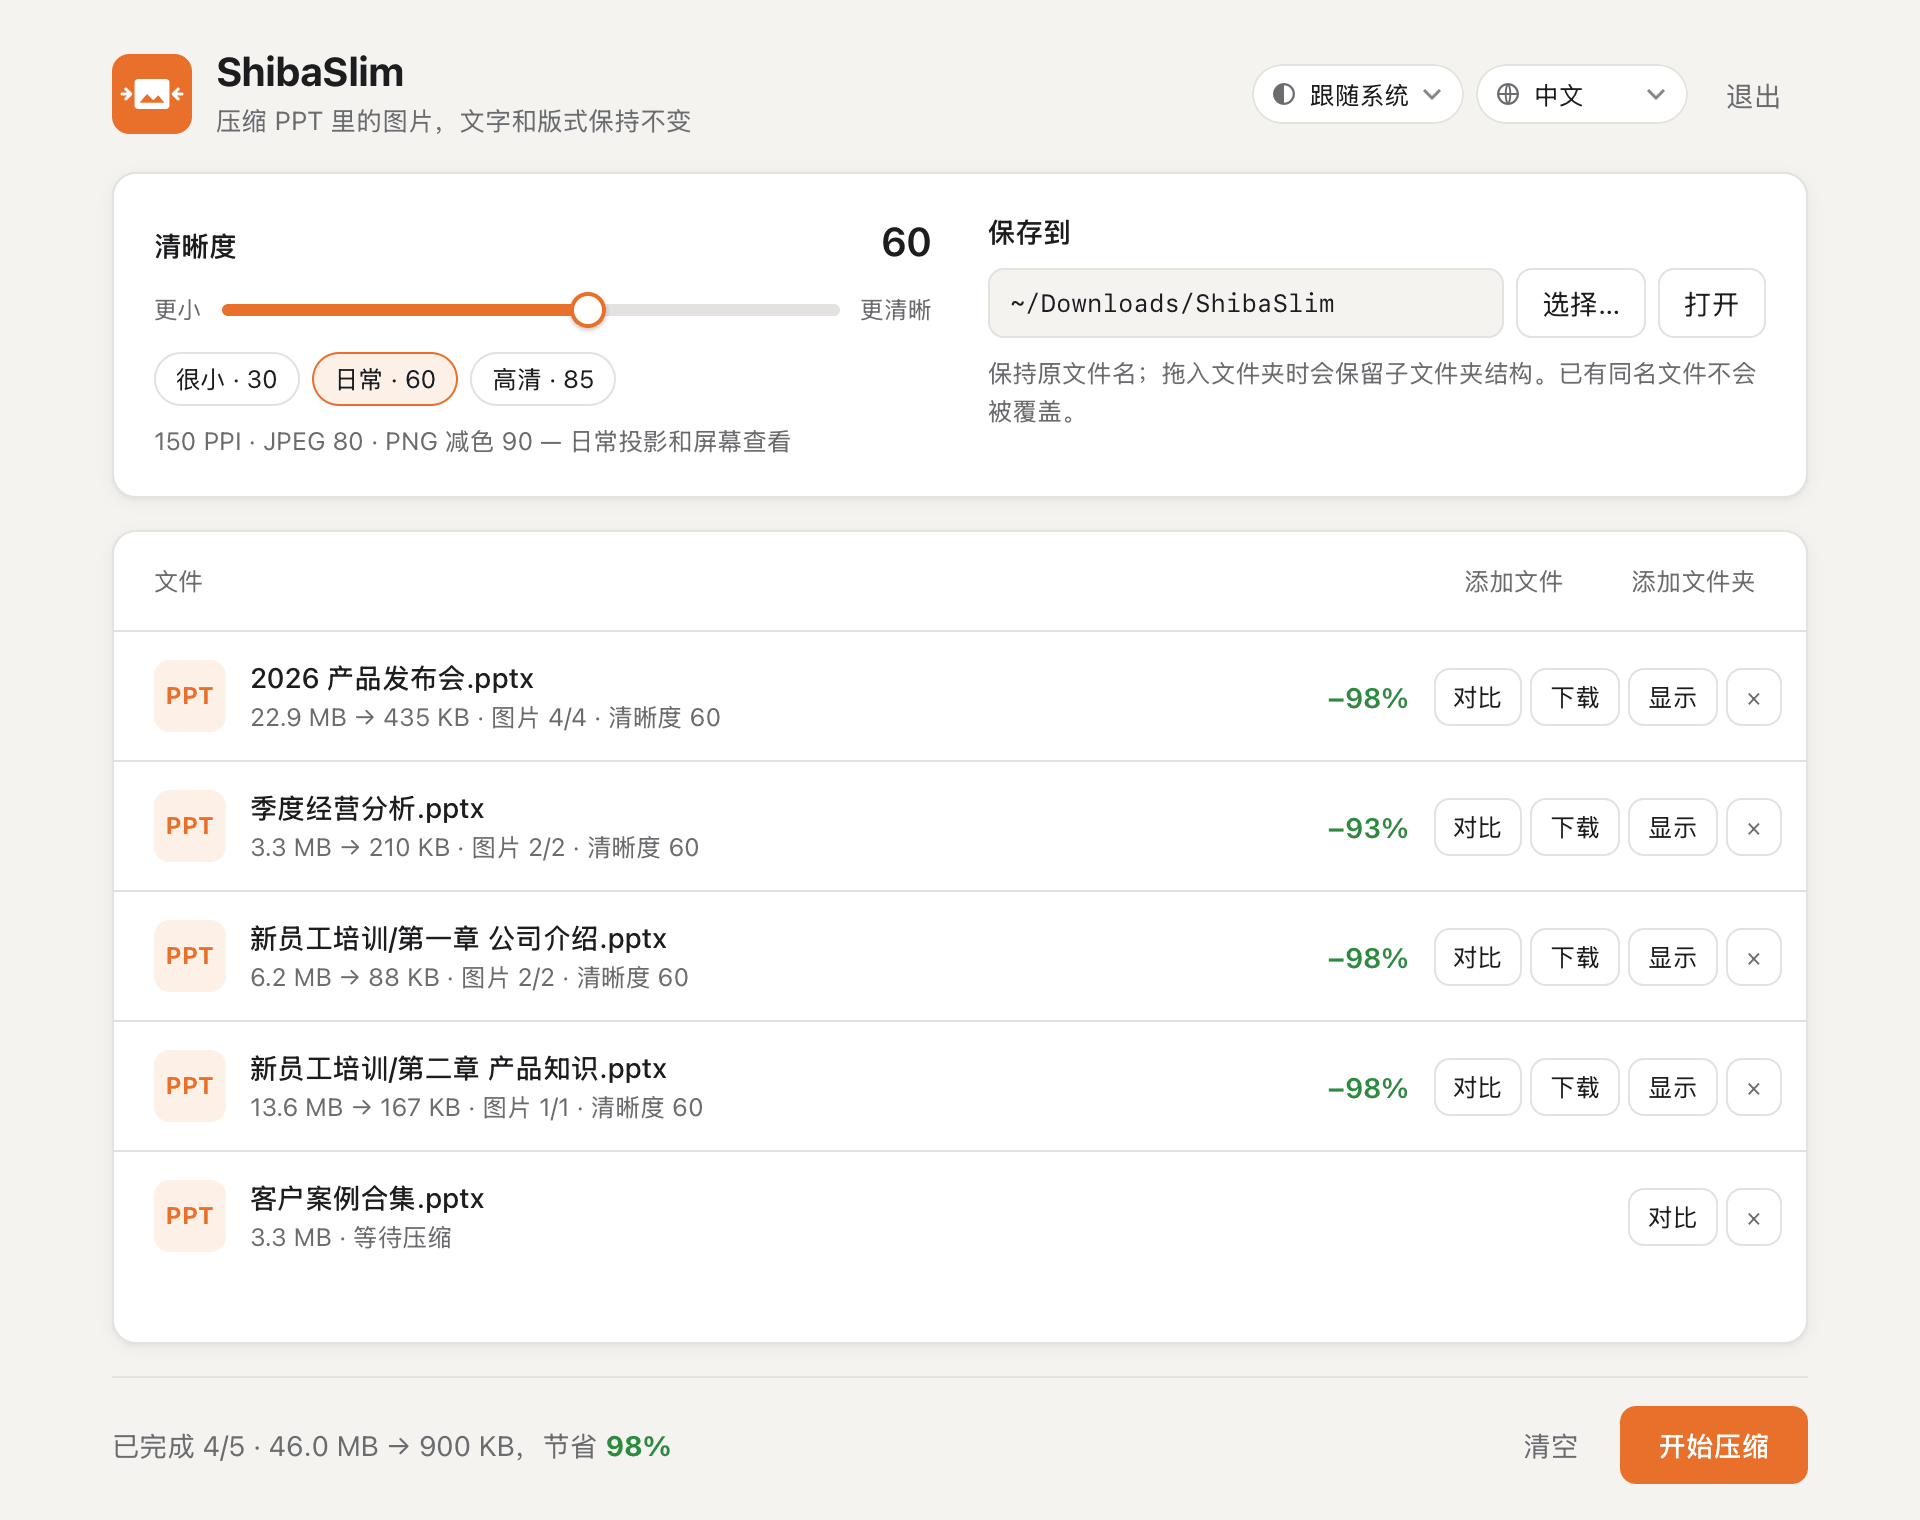 ShibaSlim
压缩 PPT 里的图片，文字和版式保持不变
跟随系统
中文
退出
清晰度
60
更小
更清晰
很小 · 30
日常 · 60
高清 · 85
150 PPI · JPEG 80 · PNG 减色 90 — 日常投影和屏幕查看
保存到
~/Downloads/ShibaSlim
选择...
打开
保持原文件名；拖入文件夹时会保留子文件夹结构。已有同名文件不会
被覆盖。
文件
添加文件
添加文件夹
PPT
2026 产品发布会.pptx
22.9 MB → 435 KB · 图片 4/4 · 清晰度 60
−98%
对比
下载
显示
×
PPT
季度经营分析.pptx
3.3 MB → 210 KB · 图片 2/2 · 清晰度 60
−93%
对比
下载
显示
×
PPT
新员工培训/第一章 公司介绍.pptx
6.2 MB → 88 KB · 图片 2/2 · 清晰度 60
−98%
对比
下载
显示
×
PPT
新员工培训/第二章 产品知识.pptx
13.6 MB → 167 KB · 图片 1/1 · 清晰度 60
−98%
对比
下载
显示
×
PPT
客户案例合集.pptx
3.3 MB · 等待压缩
对比
×
已完成 4/5 · 46.0 MB → 900 KB，节省 98%
清空
开始压缩